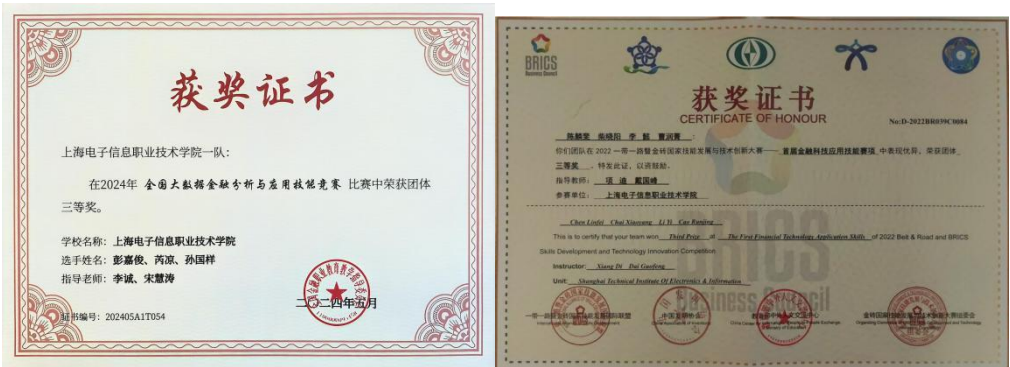 获奖证书
上海电子信息职业技术学院一队：
在2024年 全国大数据金融分析与应用技能竞赛 比赛中荣获团体
三等奖。
学校名称：上海电子信息职业技术学院
选手姓名：彭嘉俊、芮凉、孙国样
指导老师：李诚、宋慧涛
二〇二四年五月
证书编号：202405A1T054
BRICS
Business Council
获奖证书
CERTIFICATE OF HONOUR
No:D-2022BR039C0084
柴晓阳 李
你们团队在 2022 一带一路暨金砖国家技能发展与技术创新大赛——首届金融科技应用技能赛项 中表现优异，荣获团体
三等奖 ，特发此证，以资鼓励。
指导教师： 项迪 戴国峰
参赛单位： 上海电子信息职业技术学院
Chen Linfei Chai Xiaoyang Li Yi Cao Runjing
This is to certify that your team won Third Prize at The First Financial Technology Application Skills of 2022 Belt & Road and BRICS
Skills Development and Technology Innovation Competition.
Instructor: Xiang Di Dai Guofeng
Unit: Shanghai Technical Institute Of Electronics & Information
BRICS
Business Council